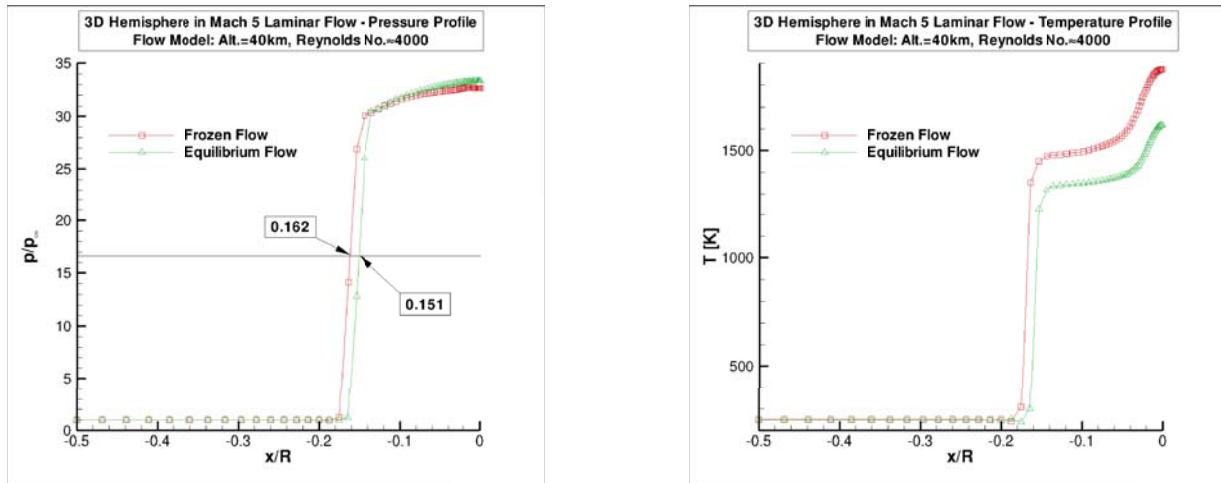 3D Hemisphere in Mach 5 Laminar Flow - Pressure Profile
Flow Model: Alt.=40km, Reynolds No.≈4000
35
30
25
20
15
10
5
0
p/p∞
Frozen Flow
Equilibrium Flow
0.162
0.151
-0.5
-0.4
-0.3
-0.2
-0.1
0
x/R
3D Hemisphere in Mach 5 Laminar Flow - Temperature Profile
Flow Model: Alt.=40km, Reynolds No.≈4000
1500
1000
500
T [K]
Frozen Flow
Equilibrium Flow
-0.5
-0.4
-0.3
-0.2
-0.1
0
x/R